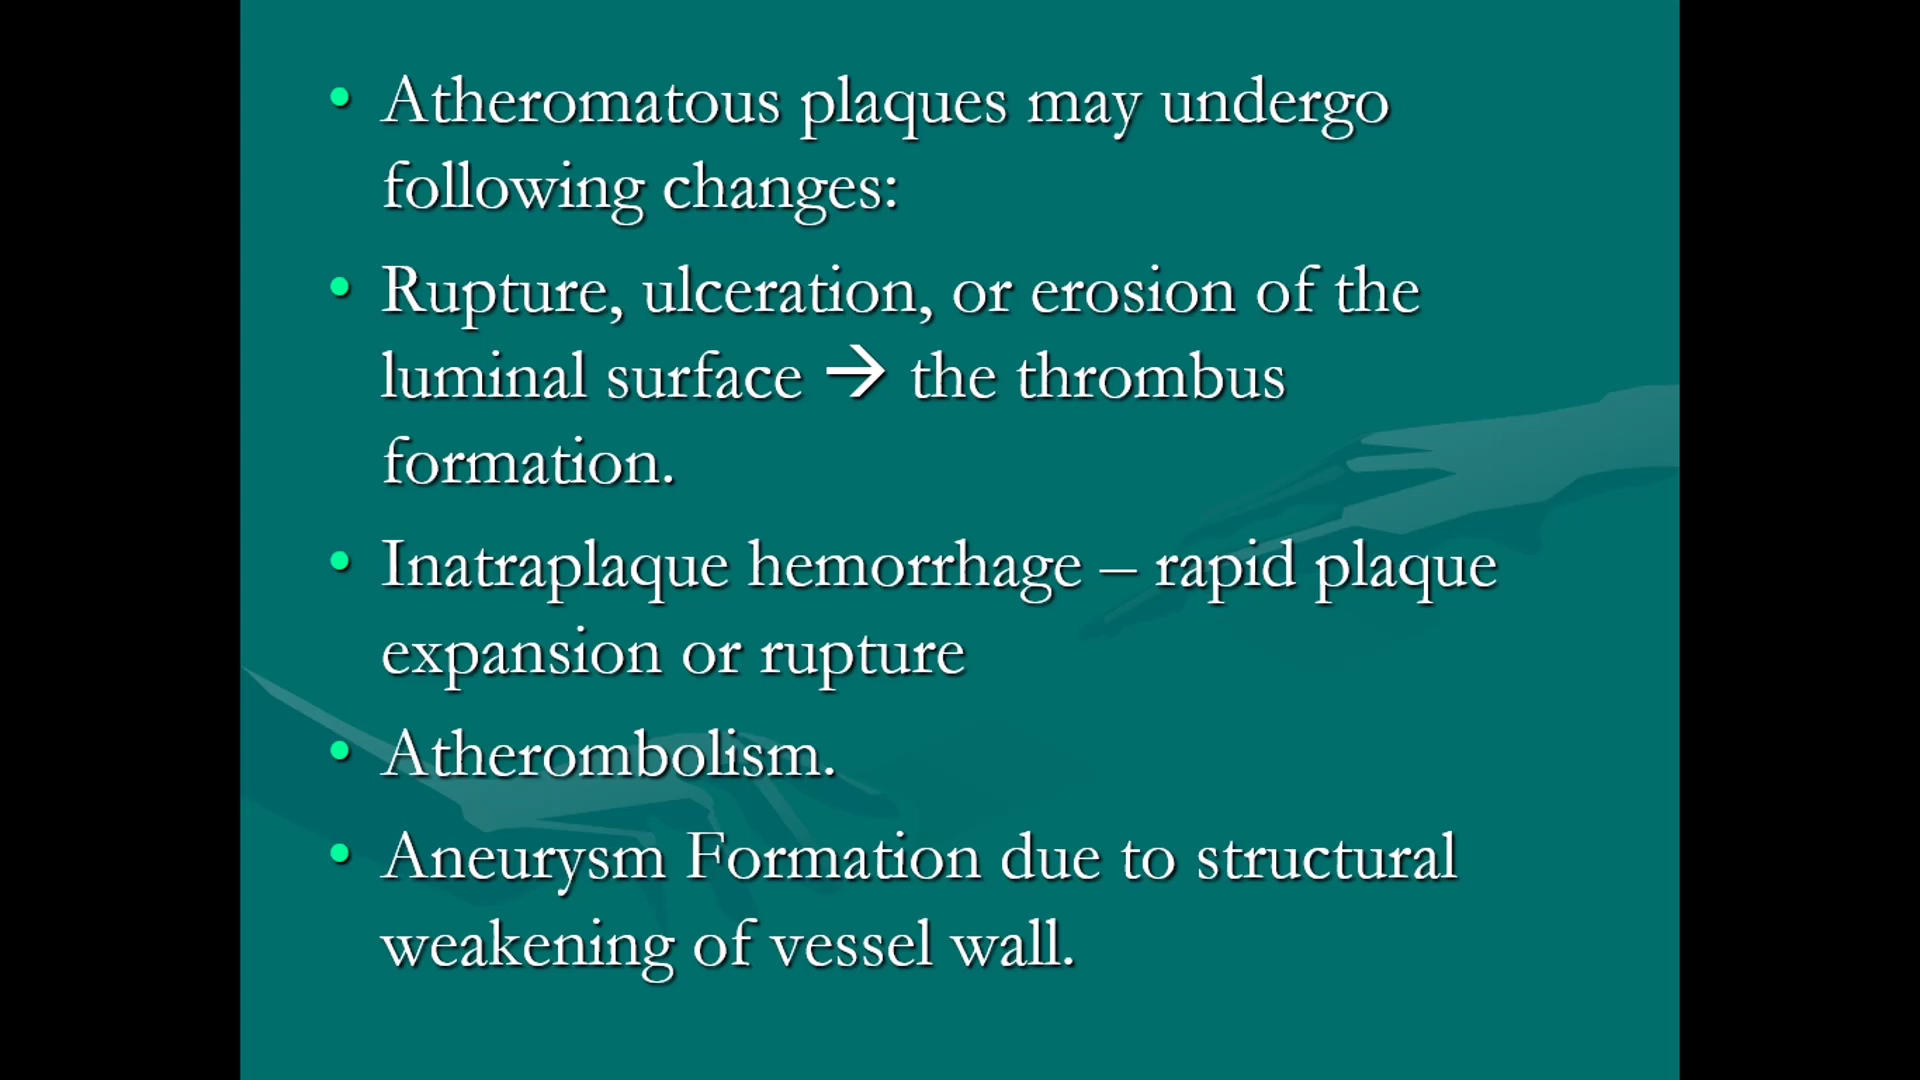 • Atheromatous plaques may undergo
following changes:
• Rupture, ulceration, or erosion of the
luminal surface → the thrombus
formation.
• Inatraplaque hemorrhage – rapid plaque
expansion or rupture
• Atherombolism.
• Aneurysm Formation due to structural
weakening of vessel wall.